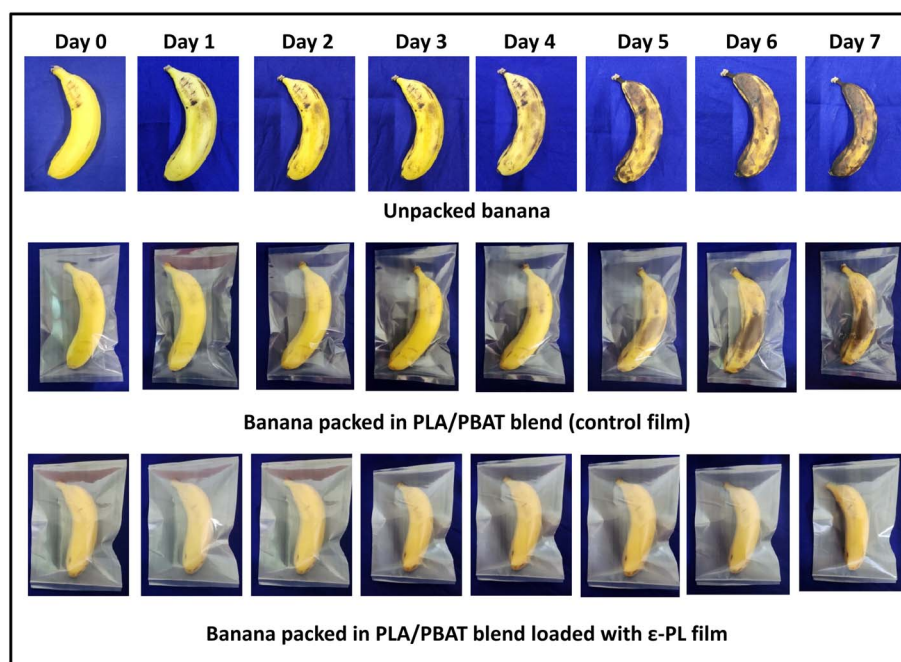 Day 0 Day 1 Day 2 Day 3 Day 4 Day 5 Day 6 Day 7
Unpacked banana
Banana packed in PLA/PBAT blend (control film)
Banana packed in PLA/PBAT blend loaded with ε-PL film